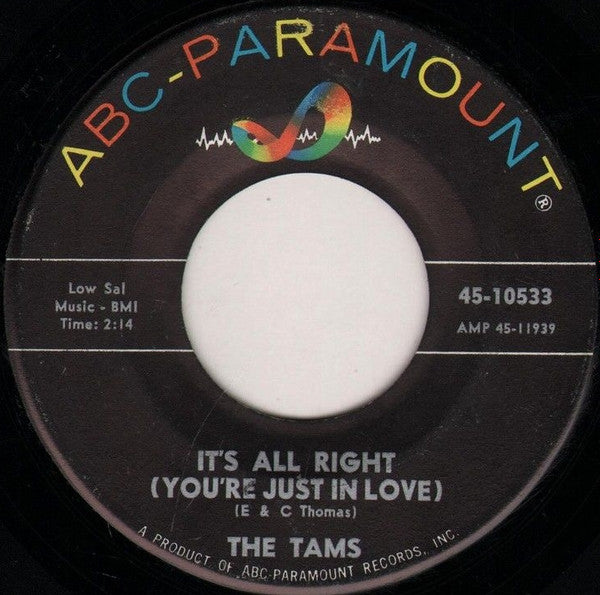 ABC-PARAMOUNT®
Low Sal
Music - BMI
Time: 2:14
45-10533
AMP 45-11939
IT'S ALL RIGHT
(YOU'RE JUST IN LOVE)
(E & C Thomas)
THE TAMS
A PRODUCT OF ABC-PARAMOUNT RECORDS, INC.